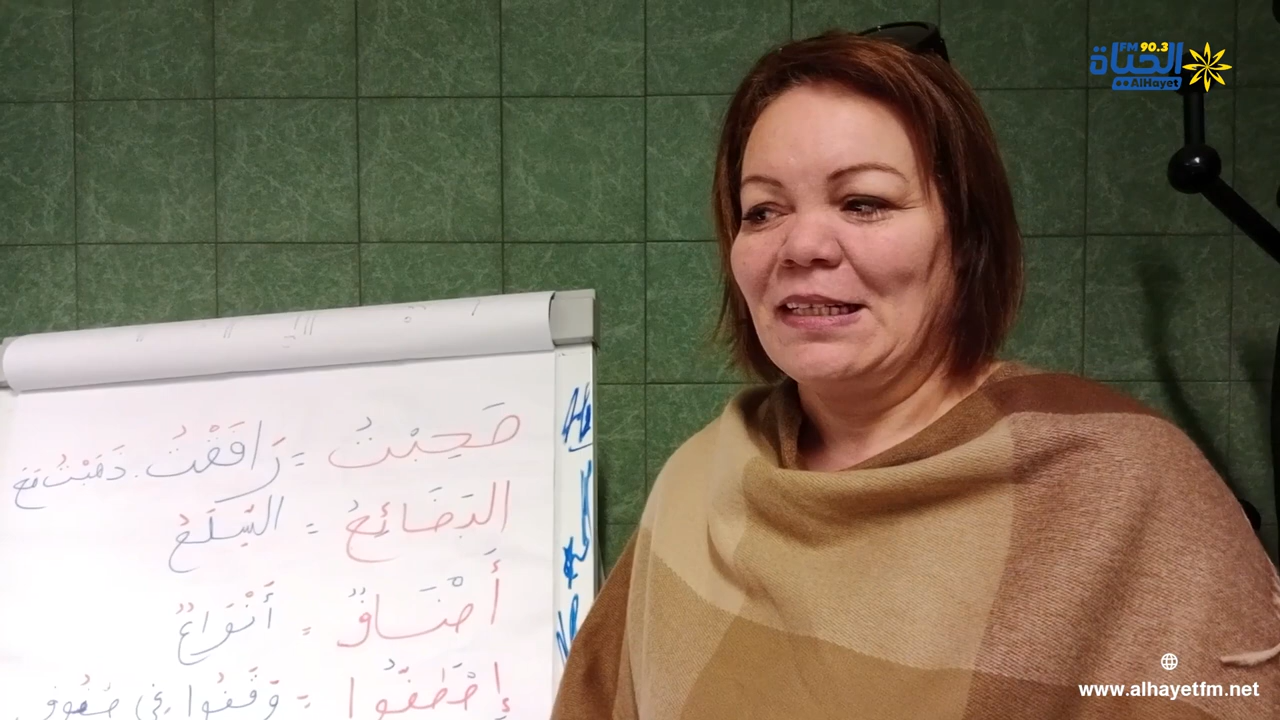 FM 90.3
الحياة
AlHayet
صَحِبْتُ = رَافَقْتُ. ذَهَبْتُ مَعَ
البَضَائِعُ = السِّلَعُ
أَصْنَافٌ = أَنْوَاعٌ
إِصْطَفُّوا = وَقَفُوا فِي صُفُوفٍ
www.alhayetfm.net